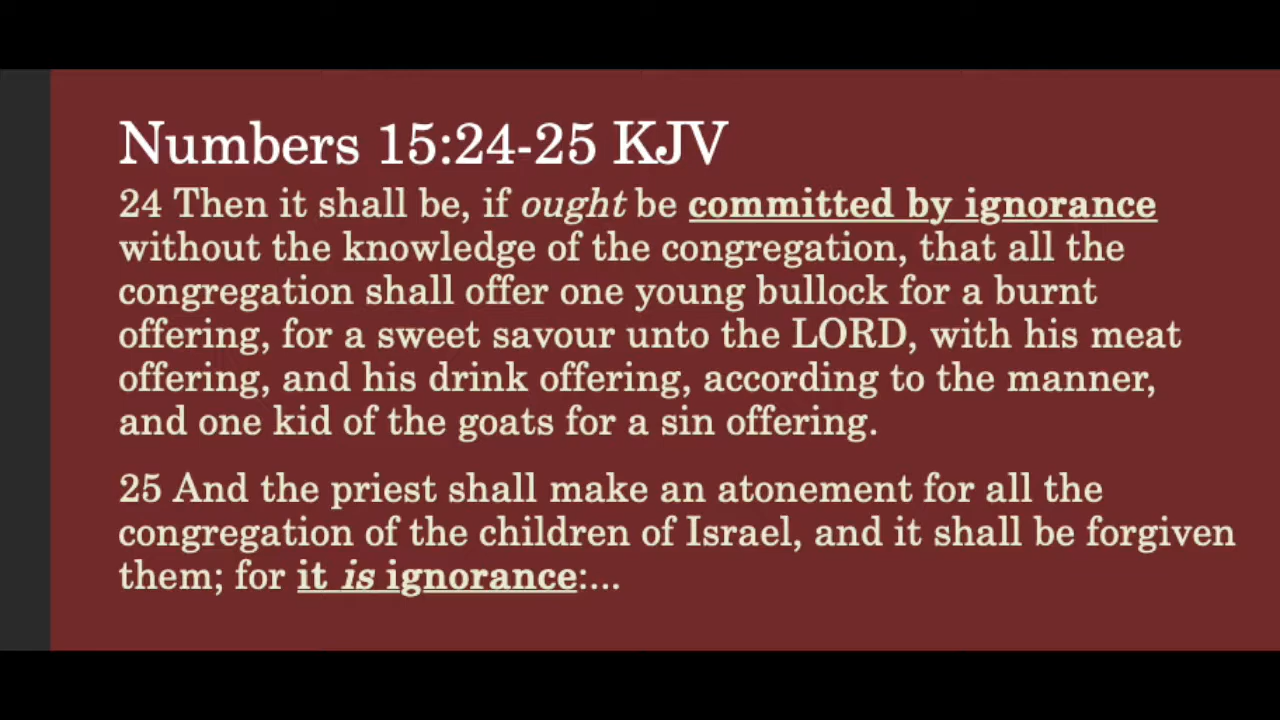 Numbers 15:24-25 KJV
24 Then it shall be, if ought be committed by ignorance
without the knowledge of the congregation, that all the
congregation shall offer one young bullock for a burnt
offering, for a sweet savour unto the LORD, with his meat
offering, and his drink offering, according to the manner,
and one kid of the goats for a sin offering.
25 And the priest shall make an atonement for all the
congregation of the children of Israel, and it shall be forgiven
them; for it is ignorance:...